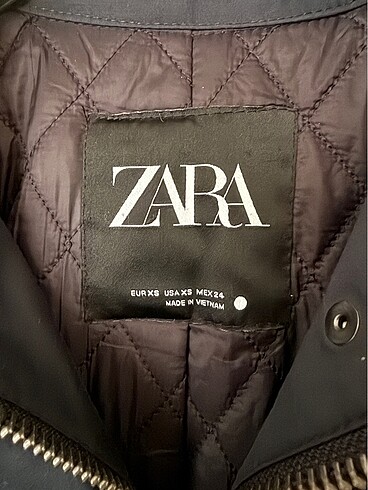 ZARA
EUR XS USA XS MEX 24
MADE IN VIETNAM